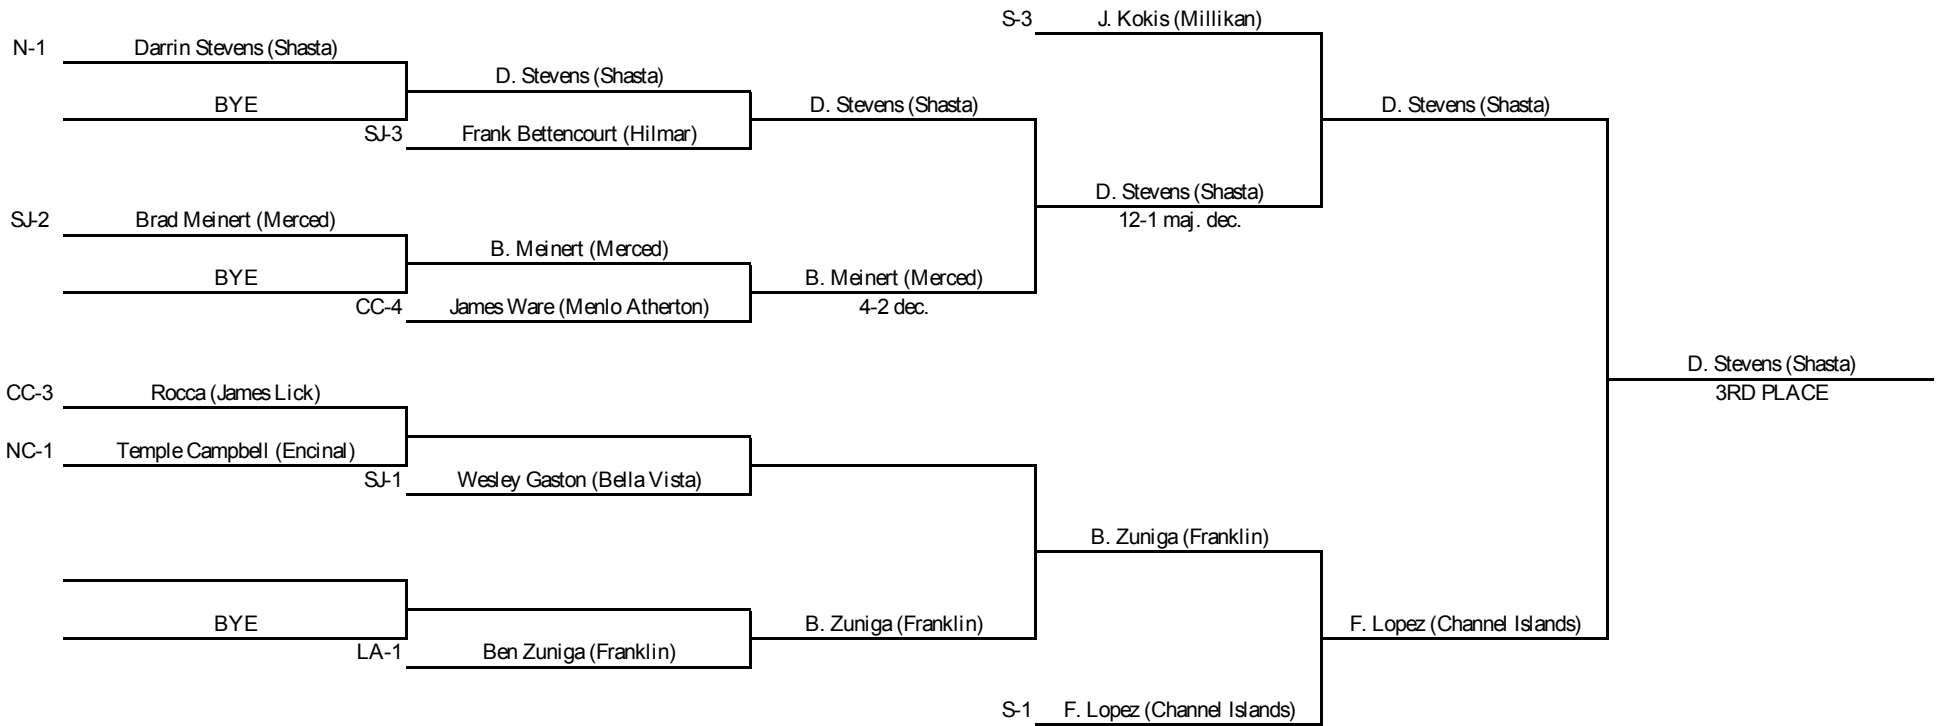 S-3 J. Kokis (Millikan)
N-1 Darrin Stevens (Shasta)
D. Stevens (Shasta)
BYE
D. Stevens (Shasta)
D. Stevens (Shasta)
SJ-3 Frank Bettencourt (Hilmar)
D. Stevens (Shasta)
SJ-2 Brad Meinert (Merced)
12-1 maj. dec.
B. Meinert (Merced)
BYE
B. Meinert (Merced)
CC-4 James Ware (Menlo Atherton)
4-2 dec.
D. Stevens (Shasta)
CC-3 Rocca (James Lick)
3RD PLACE
NC-1 Temple Campbell (Encinal)
SJ-1 Wesley Gaston (Bella Vista)
B. Zuniga (Franklin)
BYE
B. Zuniga (Franklin)
F. Lopez (Channel Islands)
LA-1 Ben Zuniga (Franklin)
S-1 F. Lopez (Channel Islands)